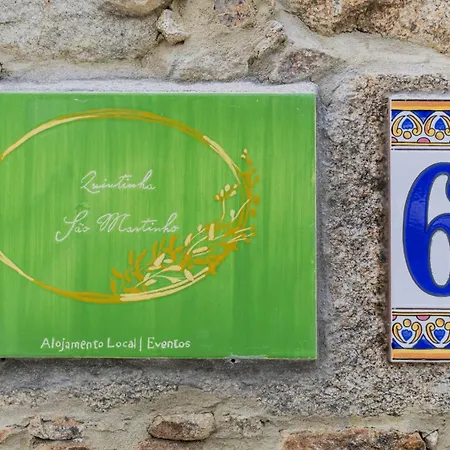 Quintinha
São Martinho
Alojamento Local | Eventos
6